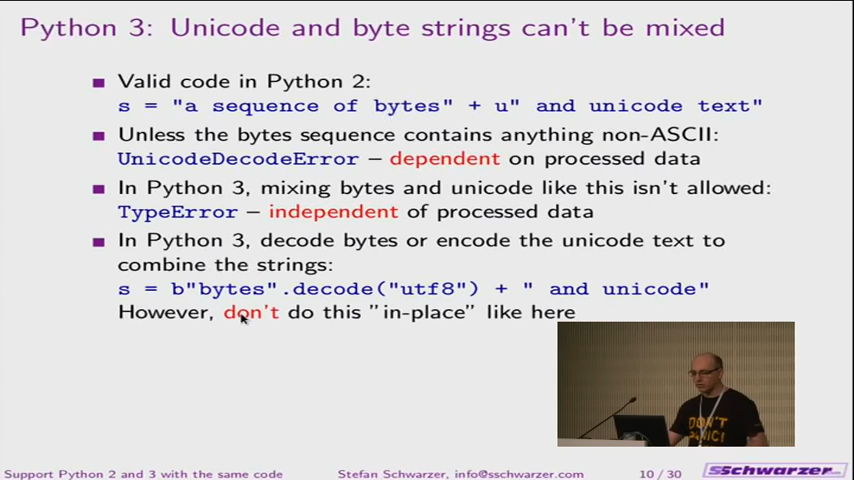 Python 3: Unicode and byte strings can't be mixed
Valid code in Python 2:
s = "a sequence of bytes" + u" and unicode text"
Unless the bytes sequence contains anything non-ASCII:
UnicodeDecodeError – dependent on processed data
In Python 3, mixing bytes and unicode like this isn't allowed:
TypeError – independent of processed data
In Python 3, decode bytes or encode the unicode text to
combine the strings:
s = b"bytes".decode("utf8") + " and unicode"
However, don't do this "in-place" like here
DON'T
PANIC!
Support Python 2 and 3 with the same code Stefan Schwarzer, info@sschwarzer.com 10 / 30 SSchwarzer.com